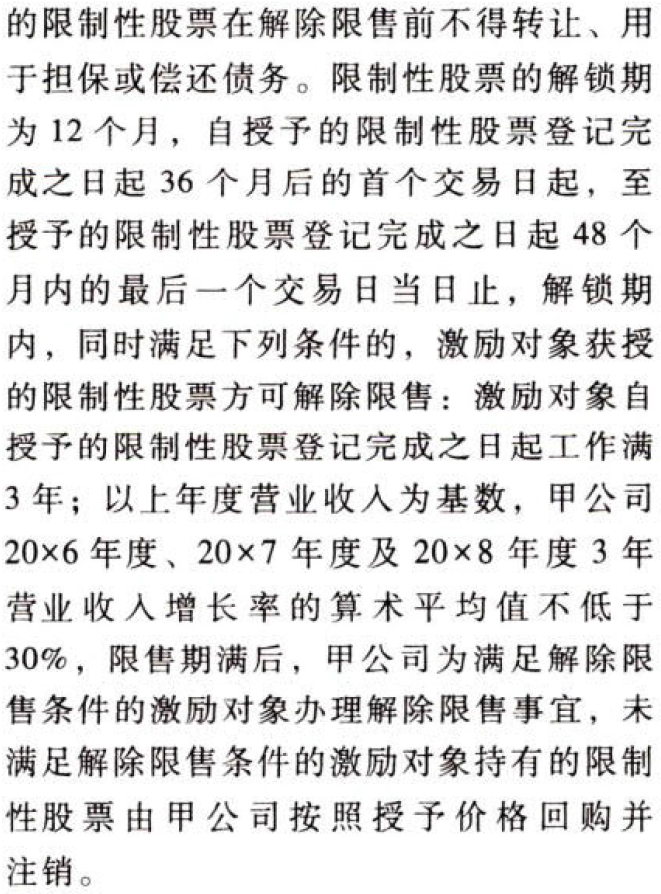 的限制性股票在解除限售前不得转让、用
于担保或偿还债务。限制性股票的解锁期
为 12 个月，自授予的限制性股票登记完
成之日起 36 个月后的首个交易日起，至
授予的限制性股票登记完成之日起 48 个
月内的最后一个交易日当日止，解锁期
内，同时满足下列条件的，激励对象获授
的限制性股票方可解除限售：激励对象自
授予的限制性股票登记完成之日起工作满
3 年；以上年度营业收入为基数，甲公司
20×6 年度、20×7 年度及 20×8 年度 3 年
营业收入增长率的算术平均值不低于
30%，限售期满后，甲公司为满足解除限
售条件的激励对象办理解除限售事宜，未
满足解除限售条件的激励对象持有的限制
性股票由甲公司按照授予价格回购并
注销。